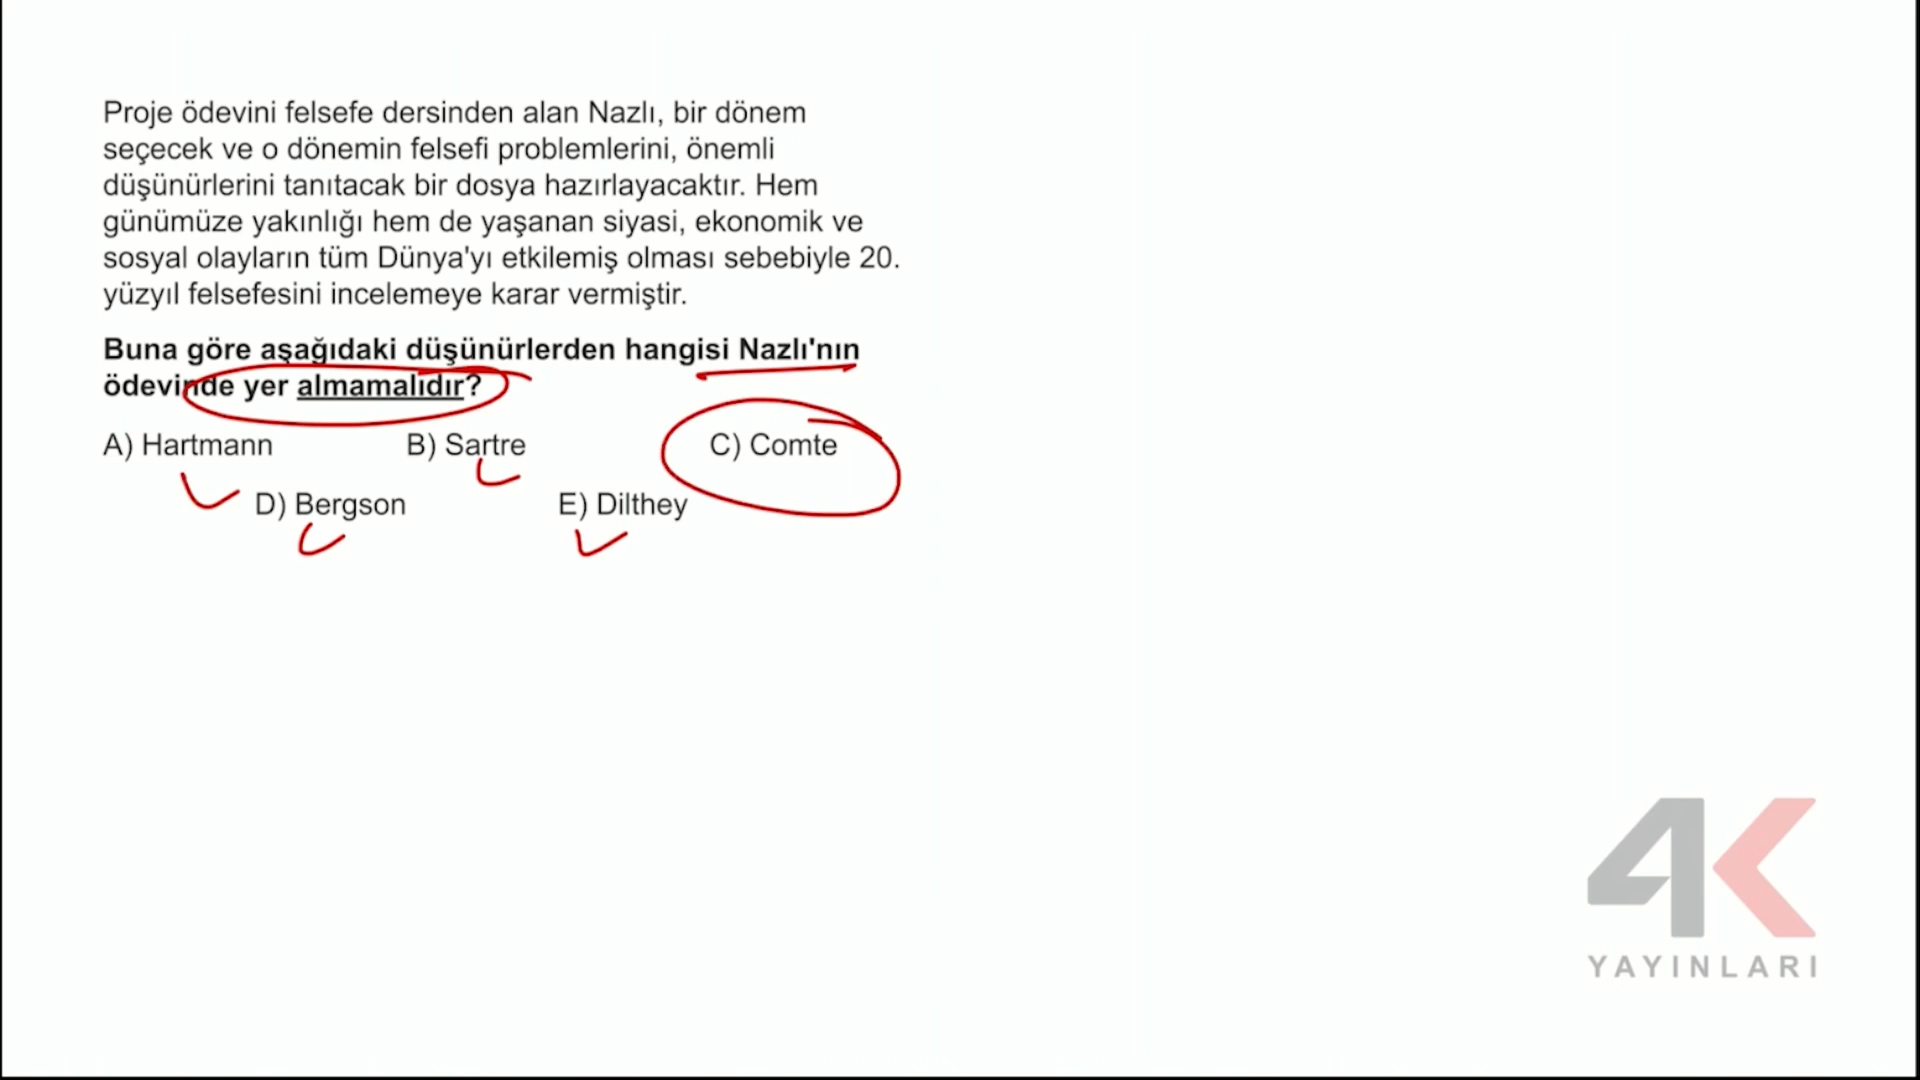 Proje ödevini felsefe dersinden alan Nazlı, bir dönem
seçecek ve o dönemin felsefi problemlerini, önemli
düşünürlerini tanıtacak bir dosya hazırlayacaktır. Hem
günümüze yakınlığı hem de yaşanan siyasi, ekonomik ve
sosyal olayların tüm Dünya'yı etkilemiş olması sebebiyle 20.
yüzyıl felsefesini incelemeye karar vermiştir.
Buna göre aşağıdaki düşünürlerden hangisi Nazlı'nın
ödevinde yer almamalıdır?
A) Hartmann B) Sartre C) Comte
D) Bergson E) Dilthey
4K
YAYINLARI